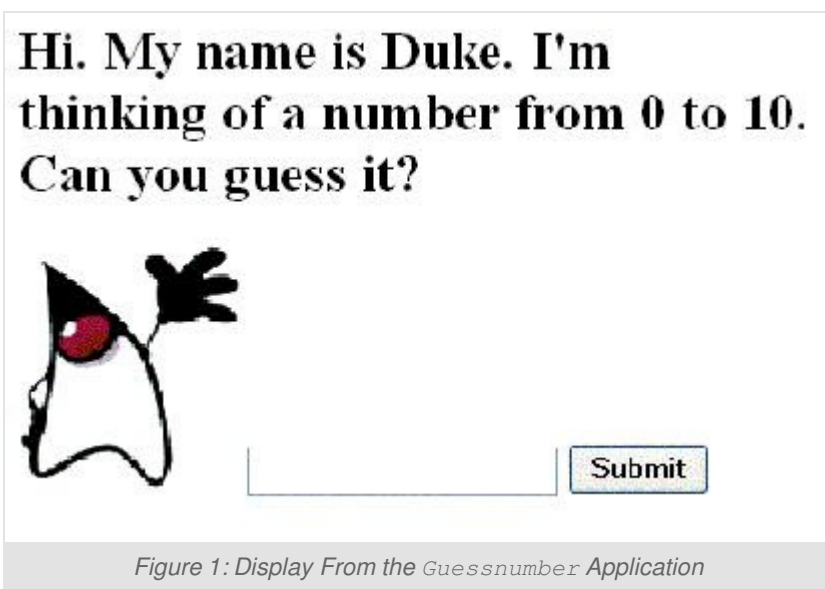 Hi. My name is Duke. I'm
thinking of a number from 0 to 10.
Can you guess it?
Submit
Figure 1: Display From the Guessnumber Application